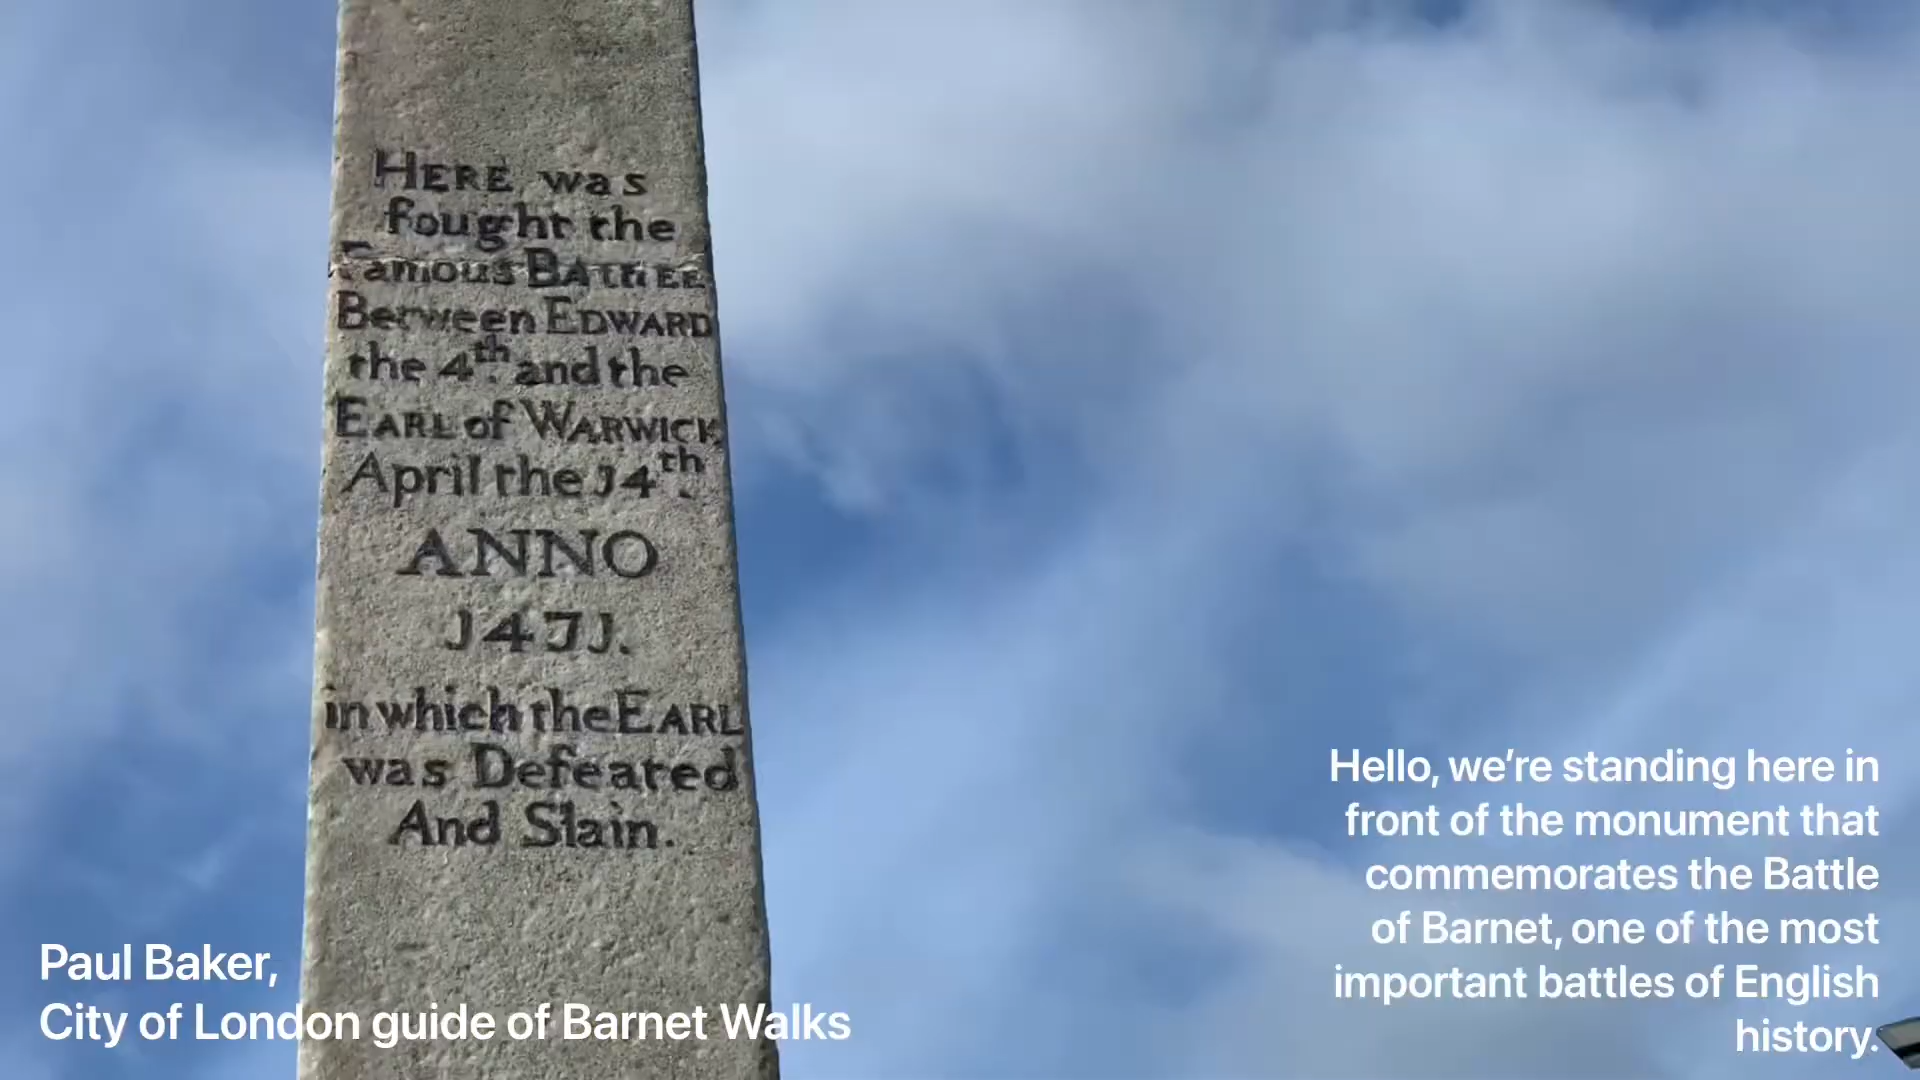 HERE was
fought the
Famous BATTLE
Between EDWARD
the 4th. and the
EARL of WARWICK
April the 14th.
ANNO
1471.
in which the EARL
was Defeated
And Slain.
Paul Baker,
City of London guide of Barnet Walks
Hello, we’re standing here in
front of the monument that
commemorates the Battle
of Barnet, one of the most
important battles of English
history.